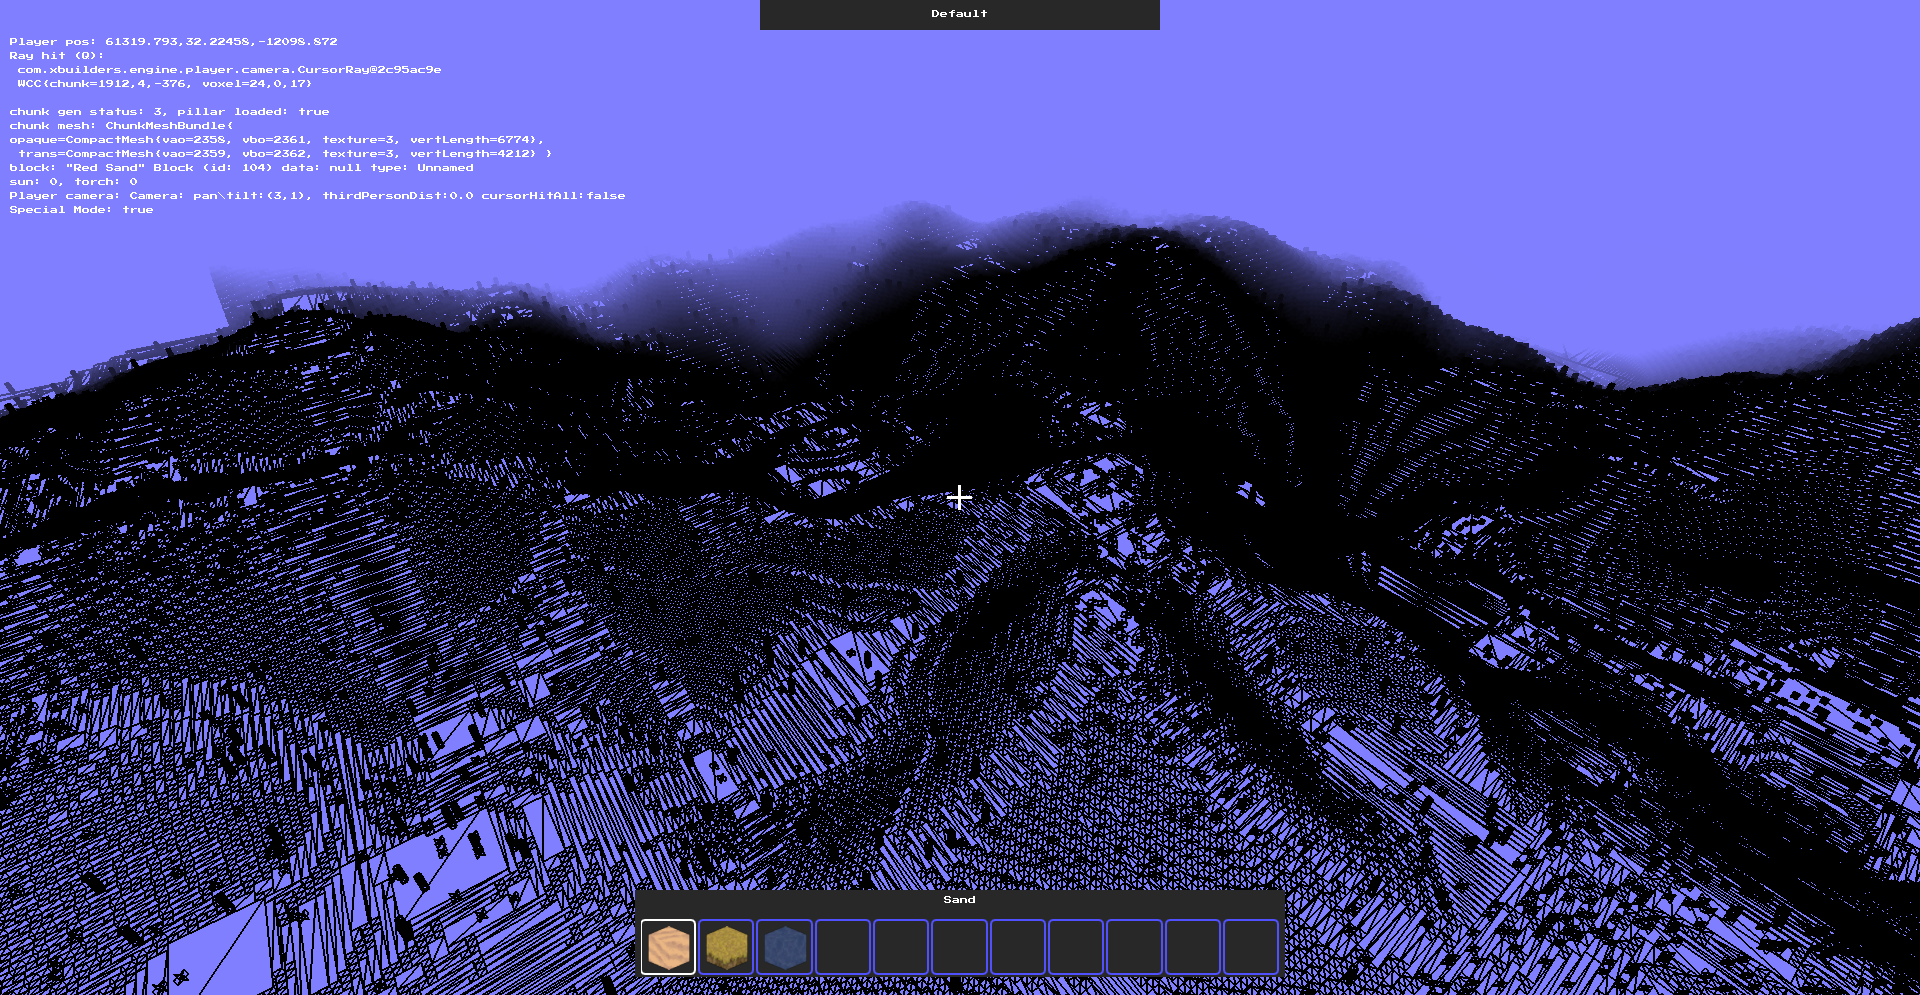 Default
Player pos: 61319.793,32.22458,-12098.872
Ray hit (Q):
com.xbuilders.engine.player.camera.CursorRay@2c95ac9e
WCC{chunk=1912,4,-376, voxel=24,0,17}
chunk gen status: 3, pillar loaded: true
chunk mesh: ChunkMeshBundle{
opaque=CompactMesh{vao=2358, vbo=2361, texture=3, vertLength=6774},
trans=CompactMesh{vao=2359, vbo=2362, texture=3, vertLength=4212} }
block: "Red Sand" Block (id: 104) data: null type: Unnamed
sun: 0, torch: 0
Player camera: Camera: pan\tilt:(3,1), thirdPersonDist:0.0 cursorHitAll:false
Special Mode: true
Sand